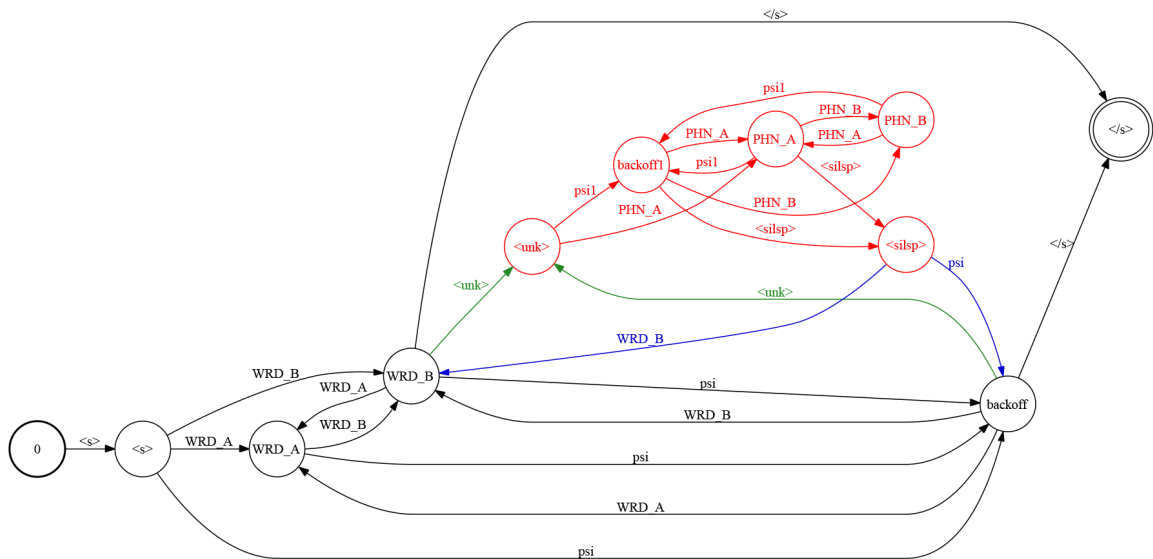 </s>
psi1
PHN_B
PHN_B
PHN_A
PHN_A
PHN_A
</s>
psi1
backoff1
<silsp>
psi1
PHN_B
PHN_A
<silsp>
<unk>
<silsp>
</s>
psi
<unk>
<unk>
WRD_B
WRD_B
WRD_B
psi
WRD_A
backoff
WRD_B
WRD_B
0
<s>
<s>
WRD_A
WRD_A
psi
WRD_A
psi